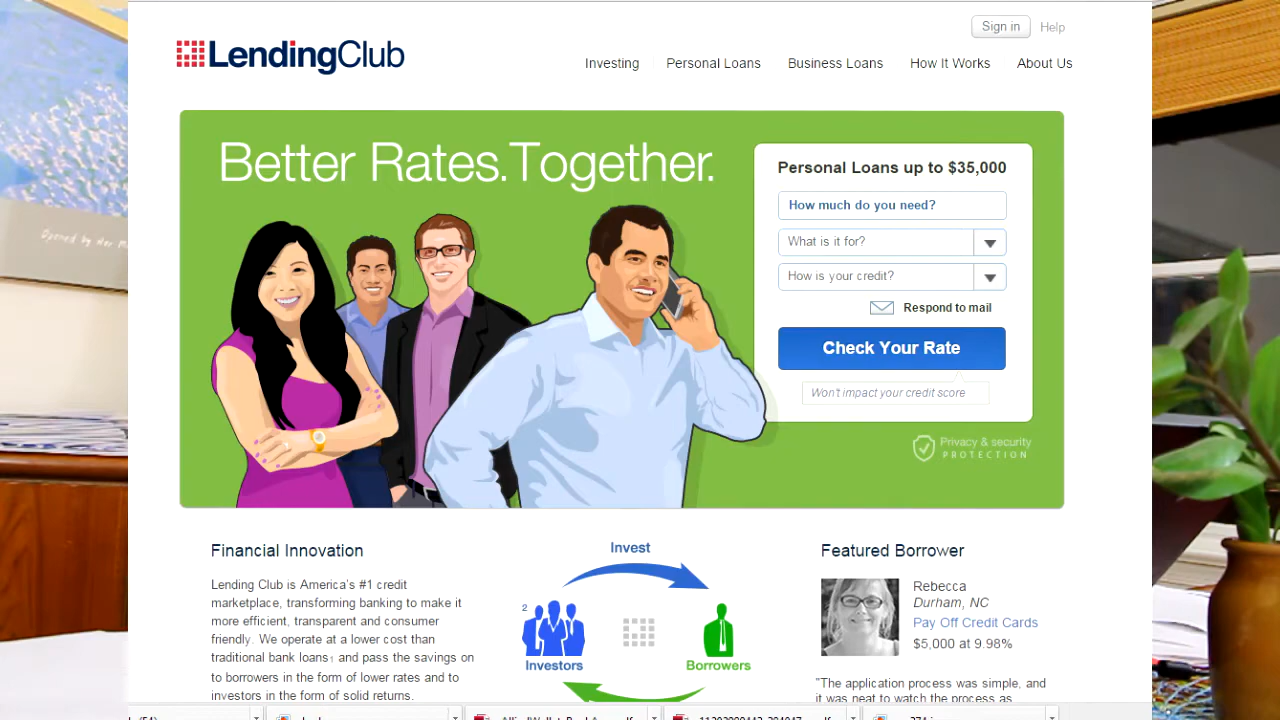 Sign in
Help
LendingClub
Investing
Personal Loans
Business Loans
How It Works
About Us
Better Rates.Together.
Personal Loans up to $35,000
How much do you need?
What is it for?
How is your credit?
Respond to mail
Check Your Rate
Won't impact your credit score
Privacy & security
PROTECTION
Opened by Her
Financial Innovation
Lending Club is America's #1 credit
marketplace, transforming banking to make it
more efficient, transparent and consumer
friendly. We operate at a lower cost than
traditional bank loans1 and pass the savings on
to borrowers in the form of lower rates and to
investors in the form of solid returns.
Invest
2
Investors
Borrowers
Featured Borrower
Rebecca
Durham, NC
Pay Off Credit Cards
$5,000 at 9.98%
"The application process was simple, and
it was neat to watch the process as